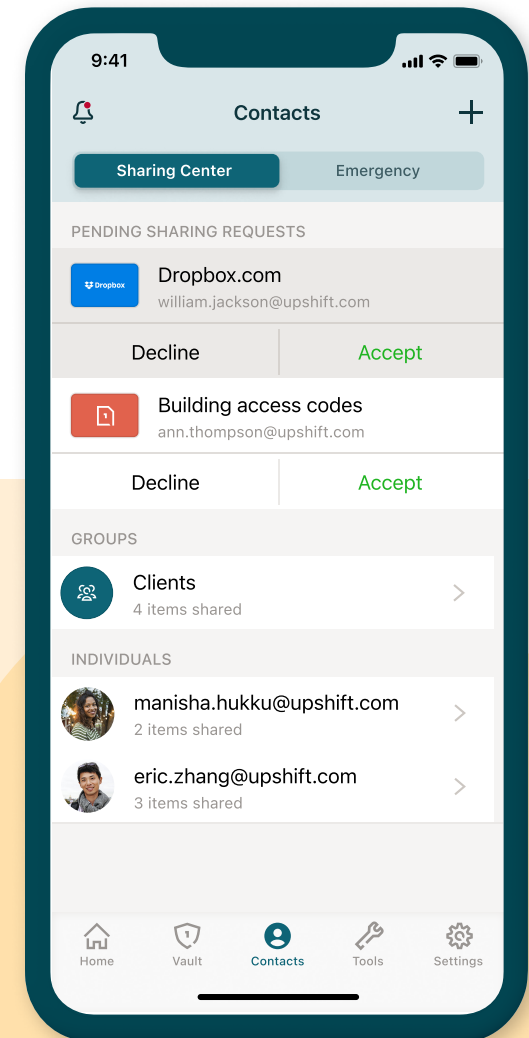 9:41
Contacts
Sharing Center
Emergency
PENDING SHARING REQUESTS
Dropbox
Dropbox.com
william.jackson@upshift.com
Decline
Accept
1
Building access codes
ann.thompson@upshift.com
Decline
Accept
GROUPS
Clients
4 items shared
INDIVIDUALS
manisha.hukku@upshift.com
2 items shared
eric.zhang@upshift.com
3 items shared
1
Home
Vault
Contacts
Tools
Settings